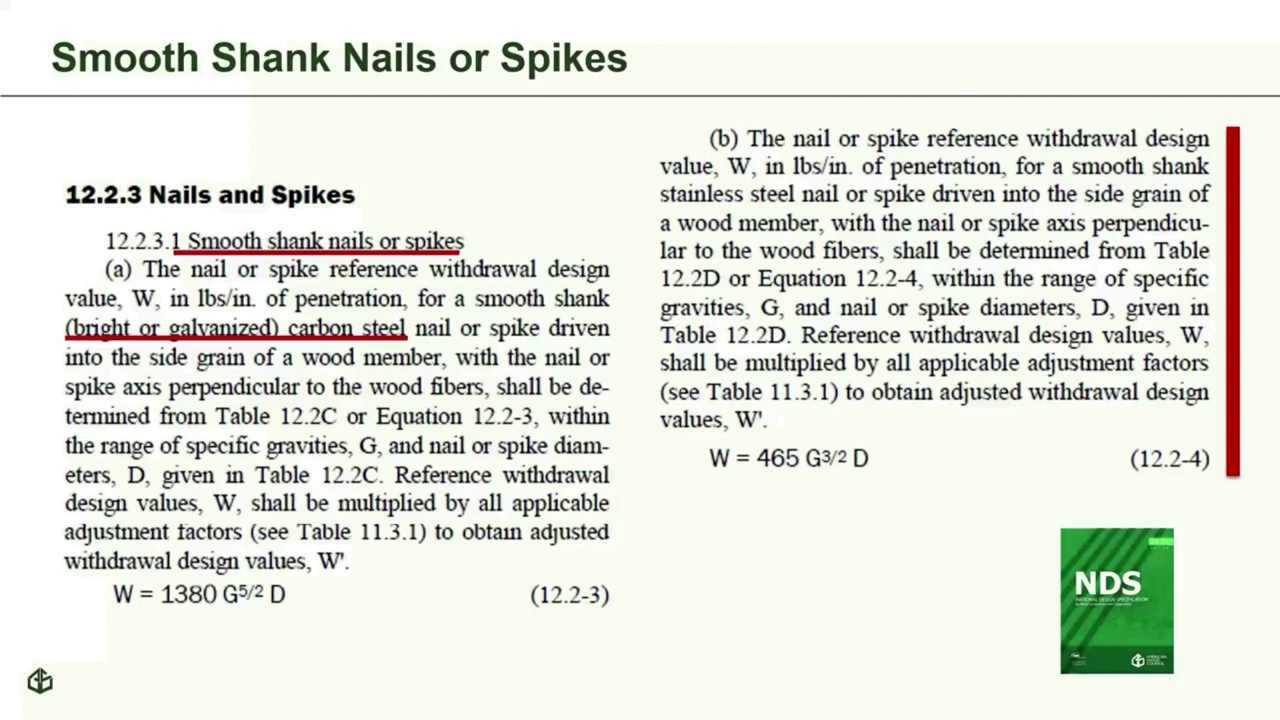 Smooth Shank Nails or Spikes
12.2.3 Nails and Spikes
12.2.3.1 Smooth shank nails or spikes
(a) The nail or spike reference withdrawal design
value, W, in lbs/in. of penetration, for a smooth shank
(bright or galvanized) carbon steel nail or spike driven
into the side grain of a wood member, with the nail or
spike axis perpendicular to the wood fibers, shall be de-
termined from Table 12.2C or Equation 12.2-3, within
the range of specific gravities, G, and nail or spike diam-
eters, D, given in Table 12.2C. Reference withdrawal
design values, W, shall be multiplied by all applicable
adjustment factors (see Table 11.3.1) to obtain adjusted
withdrawal design values, W'.
W = 1380 G5/2 D (12.2-3)
(b) The nail or spike reference withdrawal design
value, W, in lbs/in. of penetration, for a smooth shank
stainless steel nail or spike driven into the side grain of
a wood member, with the nail or spike axis perpendicu-
lar to the wood fibers, shall be determined from Table
12.2D or Equation 12.2-4, within the range of specific
gravities, G, and nail or spike diameters, D, given in
Table 12.2D. Reference withdrawal design values, W,
shall be multiplied by all applicable adjustment factors
(see Table 11.3.1) to obtain adjusted withdrawal design
values, W'.
W = 465 G3/2 D (12.2-4)
NDS
NATIONAL DESIGN SPECIFICATION
AMERICAN
WOOD
COUNCIL